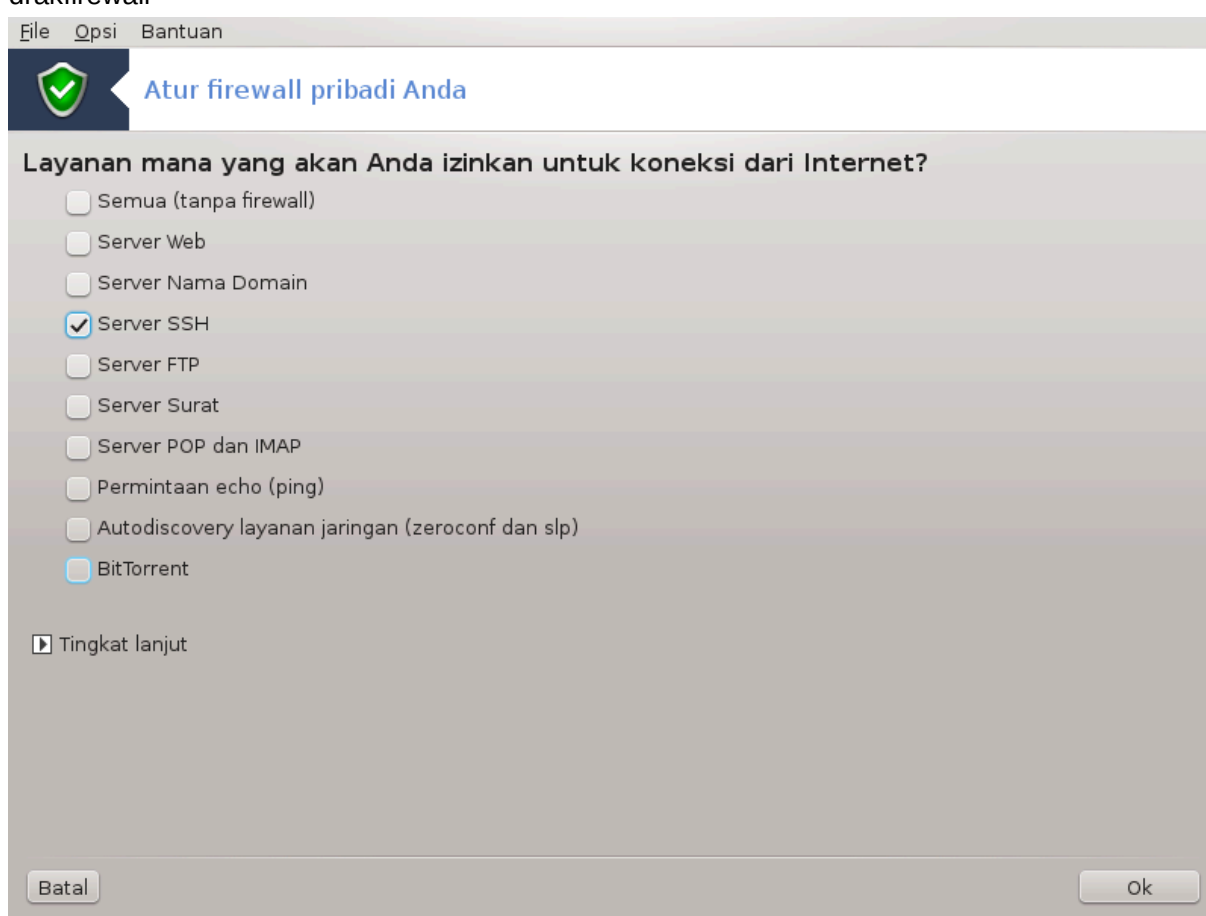 drakfirewall
File Opsi Bantuan
Atur firewall pribadi Anda
Layanan mana yang akan Anda izinkan untuk koneksi dari Internet?
Semua (tanpa firewall)
Server Web
Server Nama Domain
Server SSH
Server FTP
Server Surat
Server POP dan IMAP
Permintaan echo (ping)
Autodiscovery layanan jaringan (zeroconf dan slp)
BitTorrent
Tingkat lanjut
Batal
Ok